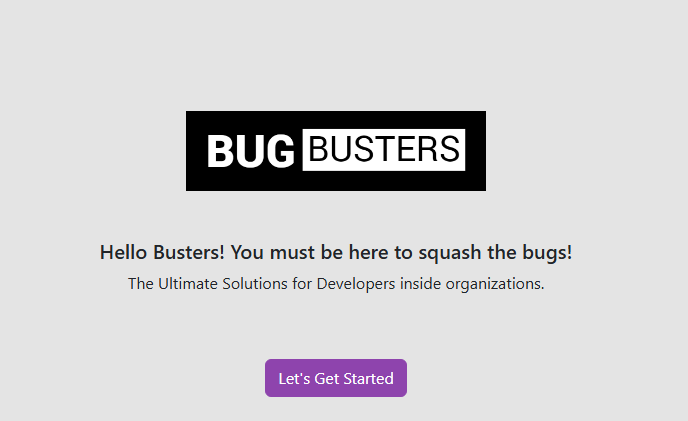 BUG BUSTERS
Hello Busters! You must be here to squash the bugs!
The Ultimate Solutions for Developers inside organizations.
Let's Get Started